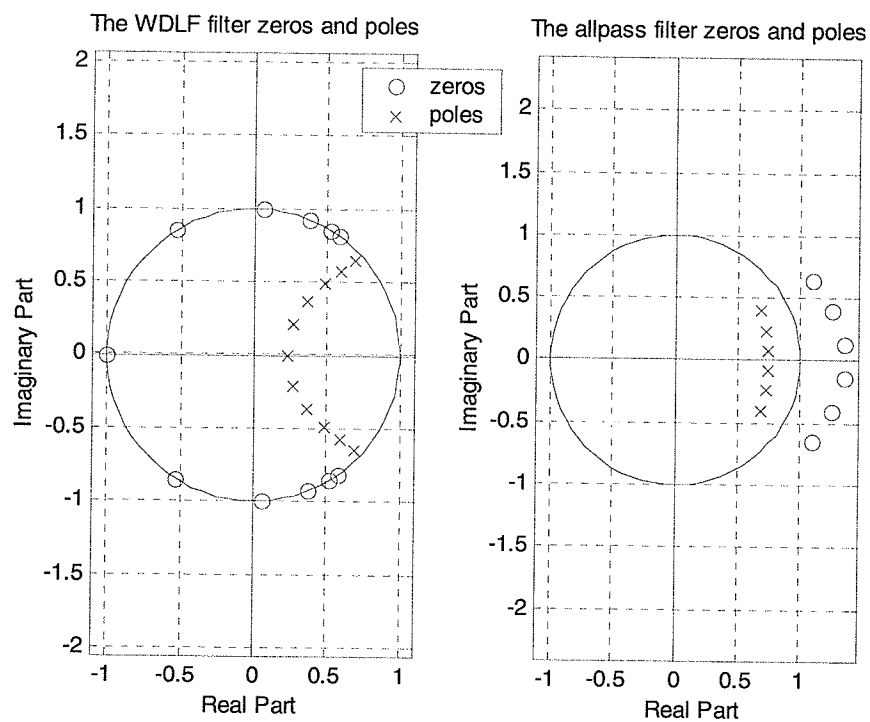 The WDLF filter zeros and poles
zeros
poles
2
1.5
1
0.5
0
-0.5
-1
-1.5
-2
Imaginary Part
-1 -0.5 0 0.5 1
Real Part
The allpass filter zeros and poles
2
1.5
1
0.5
0
-0.5
-1
-1.5
-2
Imaginary Part
-1 -0.5 0 0.5 1
Real Part